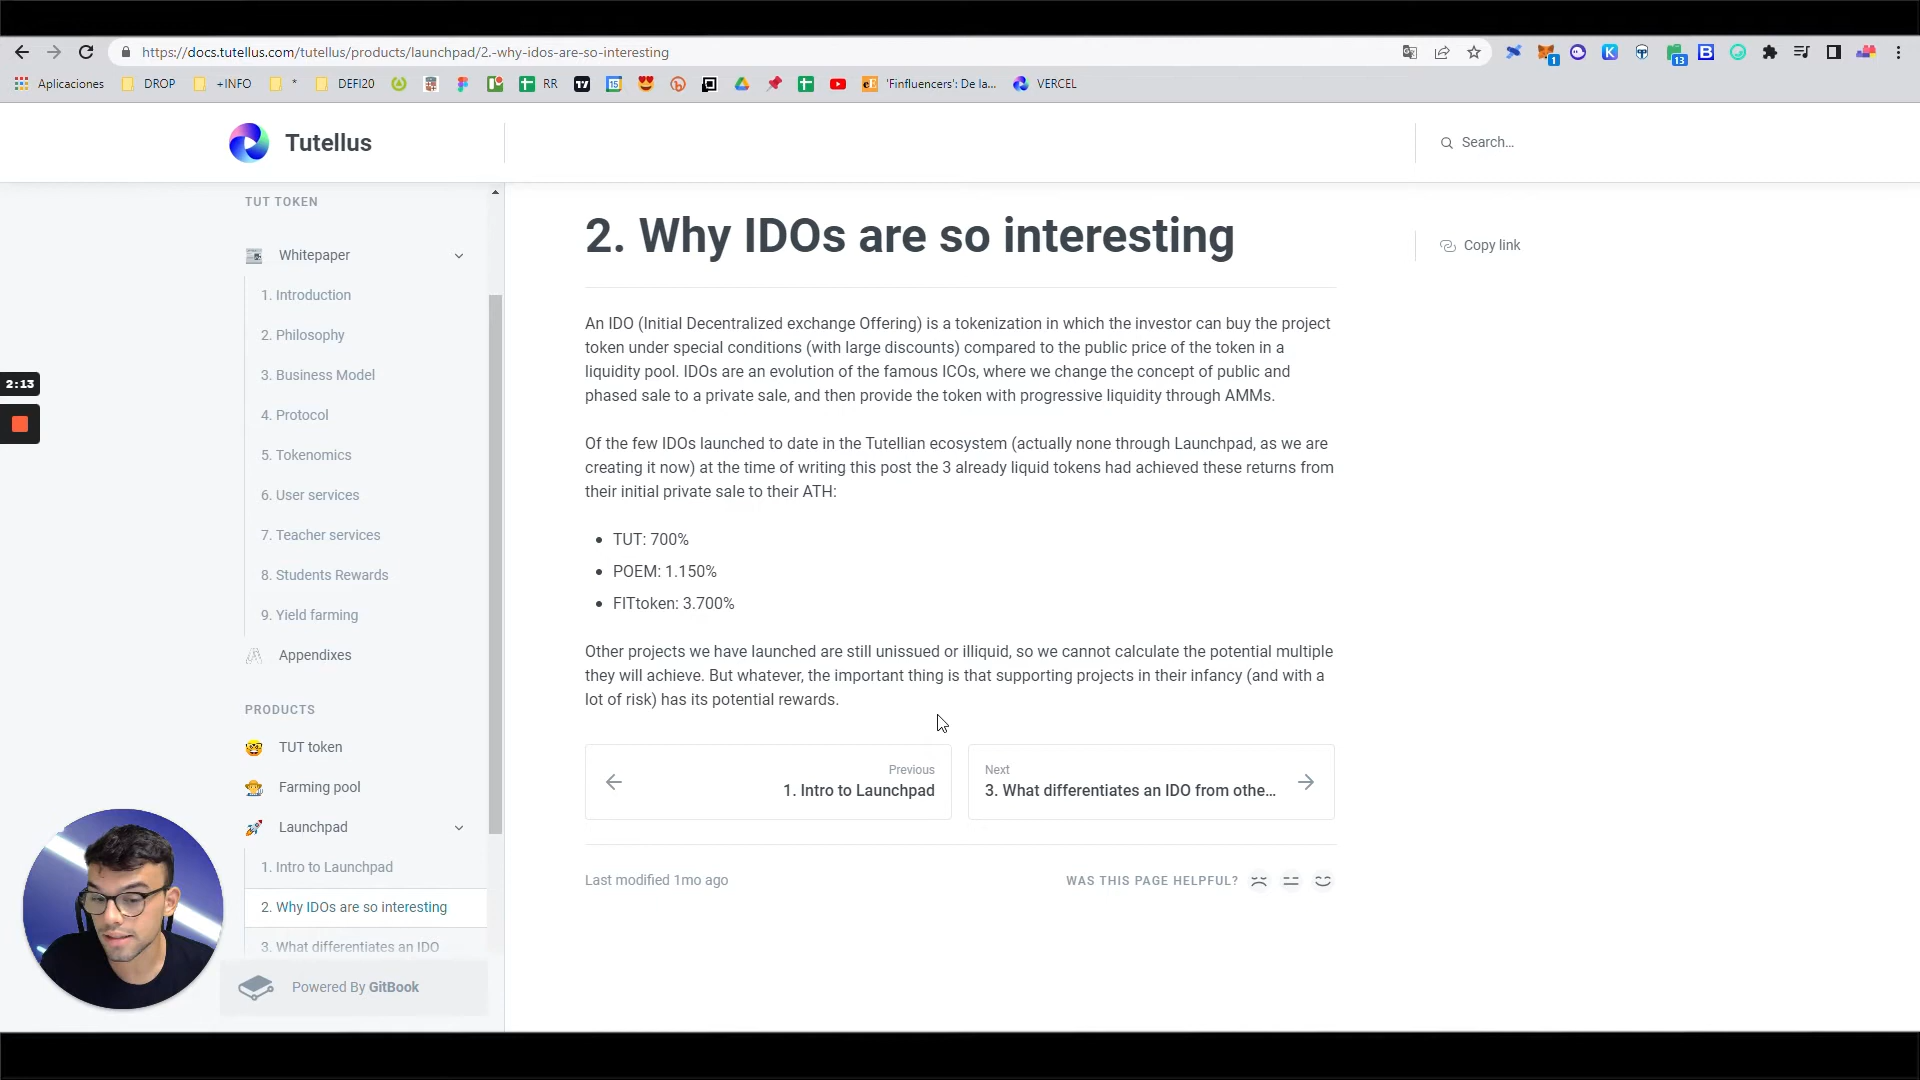 https://docs.tutellus.com/tutellus/products/launchpad/2.-why-idos-are-so-interesting
1
13
Aplicaciones
DROP
+INFO
*
DEFI20
RR
15
'Finfluencers': De la...
VERCEL
Tutellus
Search...
TUT TOKEN
Whitepaper
1. Introduction
2. Philosophy
3. Business Model
4. Protocol
5. Tokenomics
6. User services
7. Teacher services
8. Students Rewards
9. Yield farming
Appendixes
PRODUCTS
TUT token
Farming pool
Launchpad
1. Intro to Launchpad
2. Why IDOs are so interesting
3. What differentiates an IDO
Powered By GitBook
2:13
2. Why IDOs are so interesting
Copy link
An IDO (Initial Decentralized exchange Offering) is a tokenization in which the investor can buy the project
token under special conditions (with large discounts) compared to the public price of the token in a
liquidity pool. IDOs are an evolution of the famous ICOs, where we change the concept of public and
phased sale to a private sale, and then provide the token with progressive liquidity through AMMs.
Of the few IDOs launched to date in the Tutellian ecosystem (actually none through Launchpad, as we are
creating it now) at the time of writing this post the 3 already liquid tokens had achieved these returns from
their initial private sale to their ATH:
TUT: 700%
POEM: 1.150%
FITtoken: 3.700%
Other projects we have launched are still unissued or illiquid, so we cannot calculate the potential multiple
they will achieve. But whatever, the important thing is that supporting projects in their infancy (and with a
lot of risk) has its potential rewards.
Previous
1. Intro to Launchpad
Next
3. What differentiates an IDO from othe...
Last modified 1mo ago
WAS THIS PAGE HELPFUL?